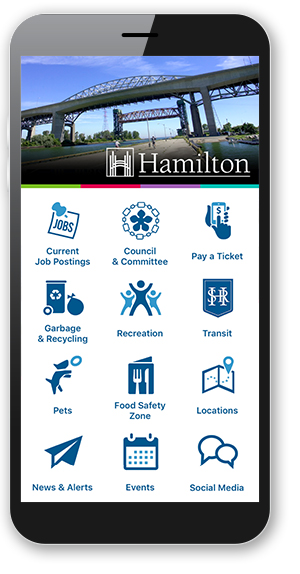 Hamilton
JOBS
Current
Job Postings
Council
& Committee
$
Pay a Ticket
Garbage
& Recycling
Recreation
HSR
Transit
Pets
Food Safety
Zone
Locations
News & Alerts
Events
Social Media